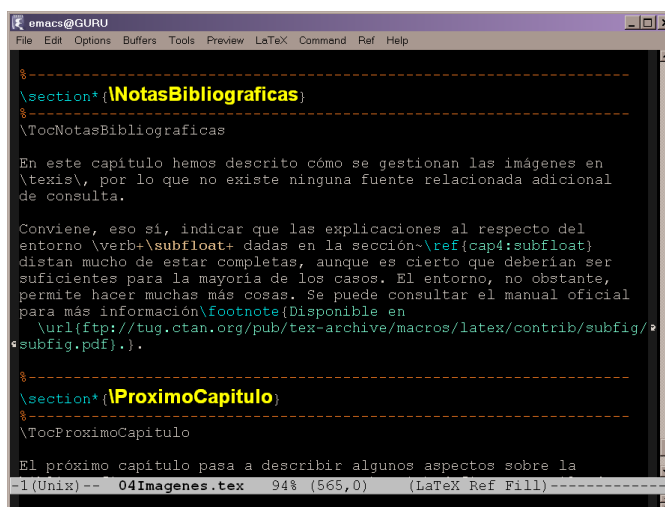 emacs@GURU
File Edit Options Buffers Tools Preview LaTeX Command Ref Help
%------------------------------------------------------------------
\section*{\NotasBibliograficas}
%------------------------------------------------------------------
\TocNotasBibliograficas
En este capítulo hemos descrito cómo se gestionan las imágenes en
\texis\, por lo que no existe ninguna fuente relacionada adicional
de consulta.
Conviene, eso sí, indicar que las explicaciones al respecto del
entorno \verb+\subfloat+ dadas en la sección~\ref{cap4:subfloat}
distan mucho de estar completas, aunque es cierto que deberían ser
suficientes para la mayoría de los casos. El entorno, no obstante,
permite hacer muchas más cosas. Se puede consultar el manual oficial
para más información\footnote{Disponible en
\url{ftp://tug.ctan.org/pub/tex-archive/macros/latex/contrib/subfig/
subfig.pdf}.}.
%------------------------------------------------------------------
\section*{\ProximoCapitulo}
%------------------------------------------------------------------
\TocProximoCapitulo
El próximo capítulo pasa a describir algunos aspectos sobre la
-1(Unix)-- 04Imagenes.tex 94% (565,0) (LaTeX Ref Fill)-------------